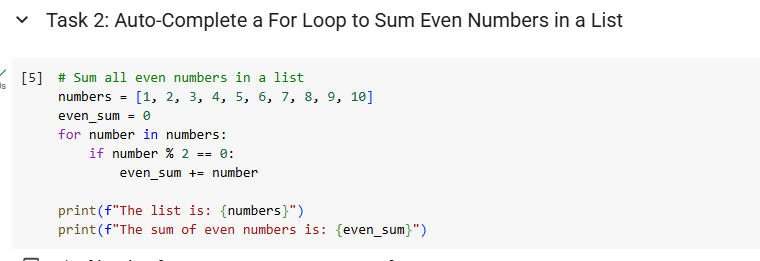 Task 2: Auto-Complete a For Loop to Sum Even Numbers in a List
[5] # Sum all even numbers in a list
numbers = [1, 2, 3, 4, 5, 6, 7, 8, 9, 10]
even_sum = 0
for number in numbers:
    if number % 2 == 0:
        even_sum += number

print(f"The list is: {numbers}")
print(f"The sum of even numbers is: {even_sum}")